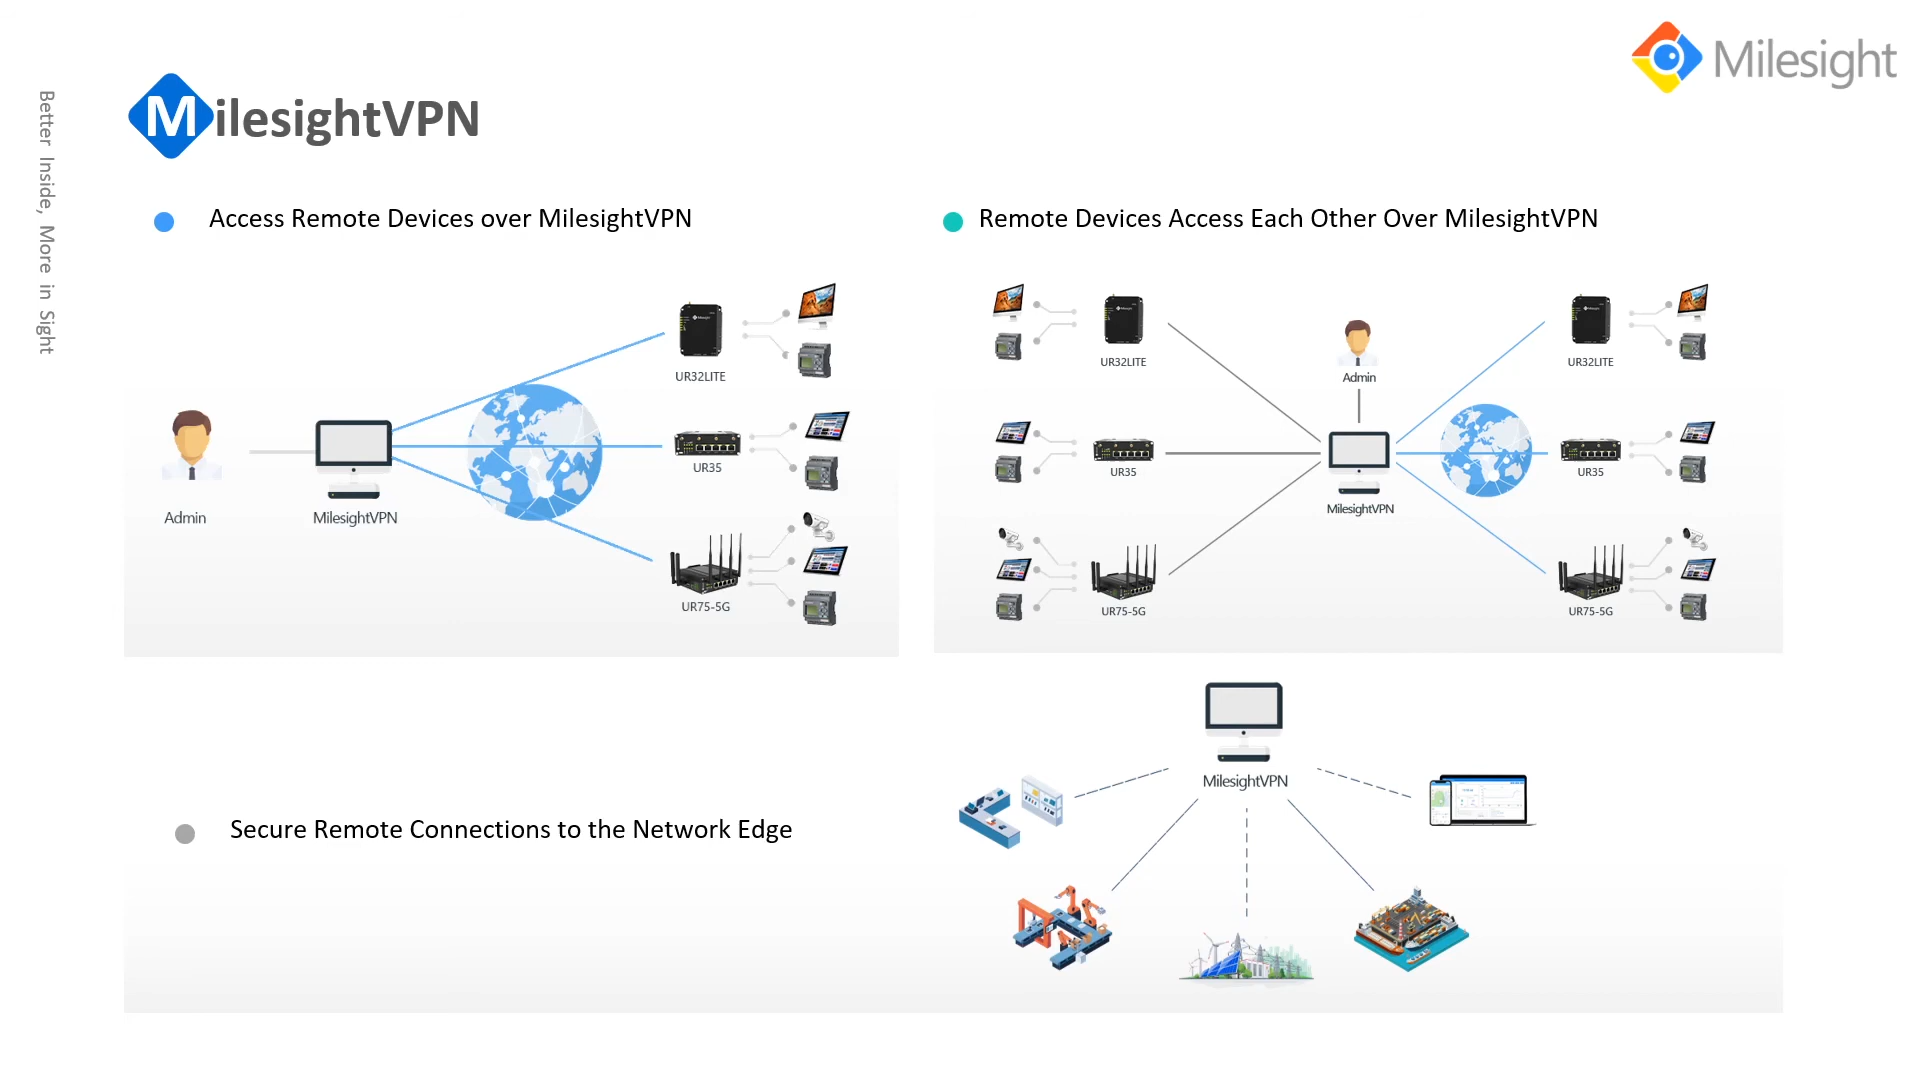 Milesight
Better Inside, More in Sight
MilesightVPN
Access Remote Devices over MilesightVPN
Remote Devices Access Each Other Over MilesightVPN
Admin
MilesightVPN
UR32LITE
UR35
UR75-5G
UR32LITE
UR35
UR75-5G
Admin
MilesightVPN
UR32LITE
UR35
UR75-5G
Secure Remote Connections to the Network Edge
MilesightVPN